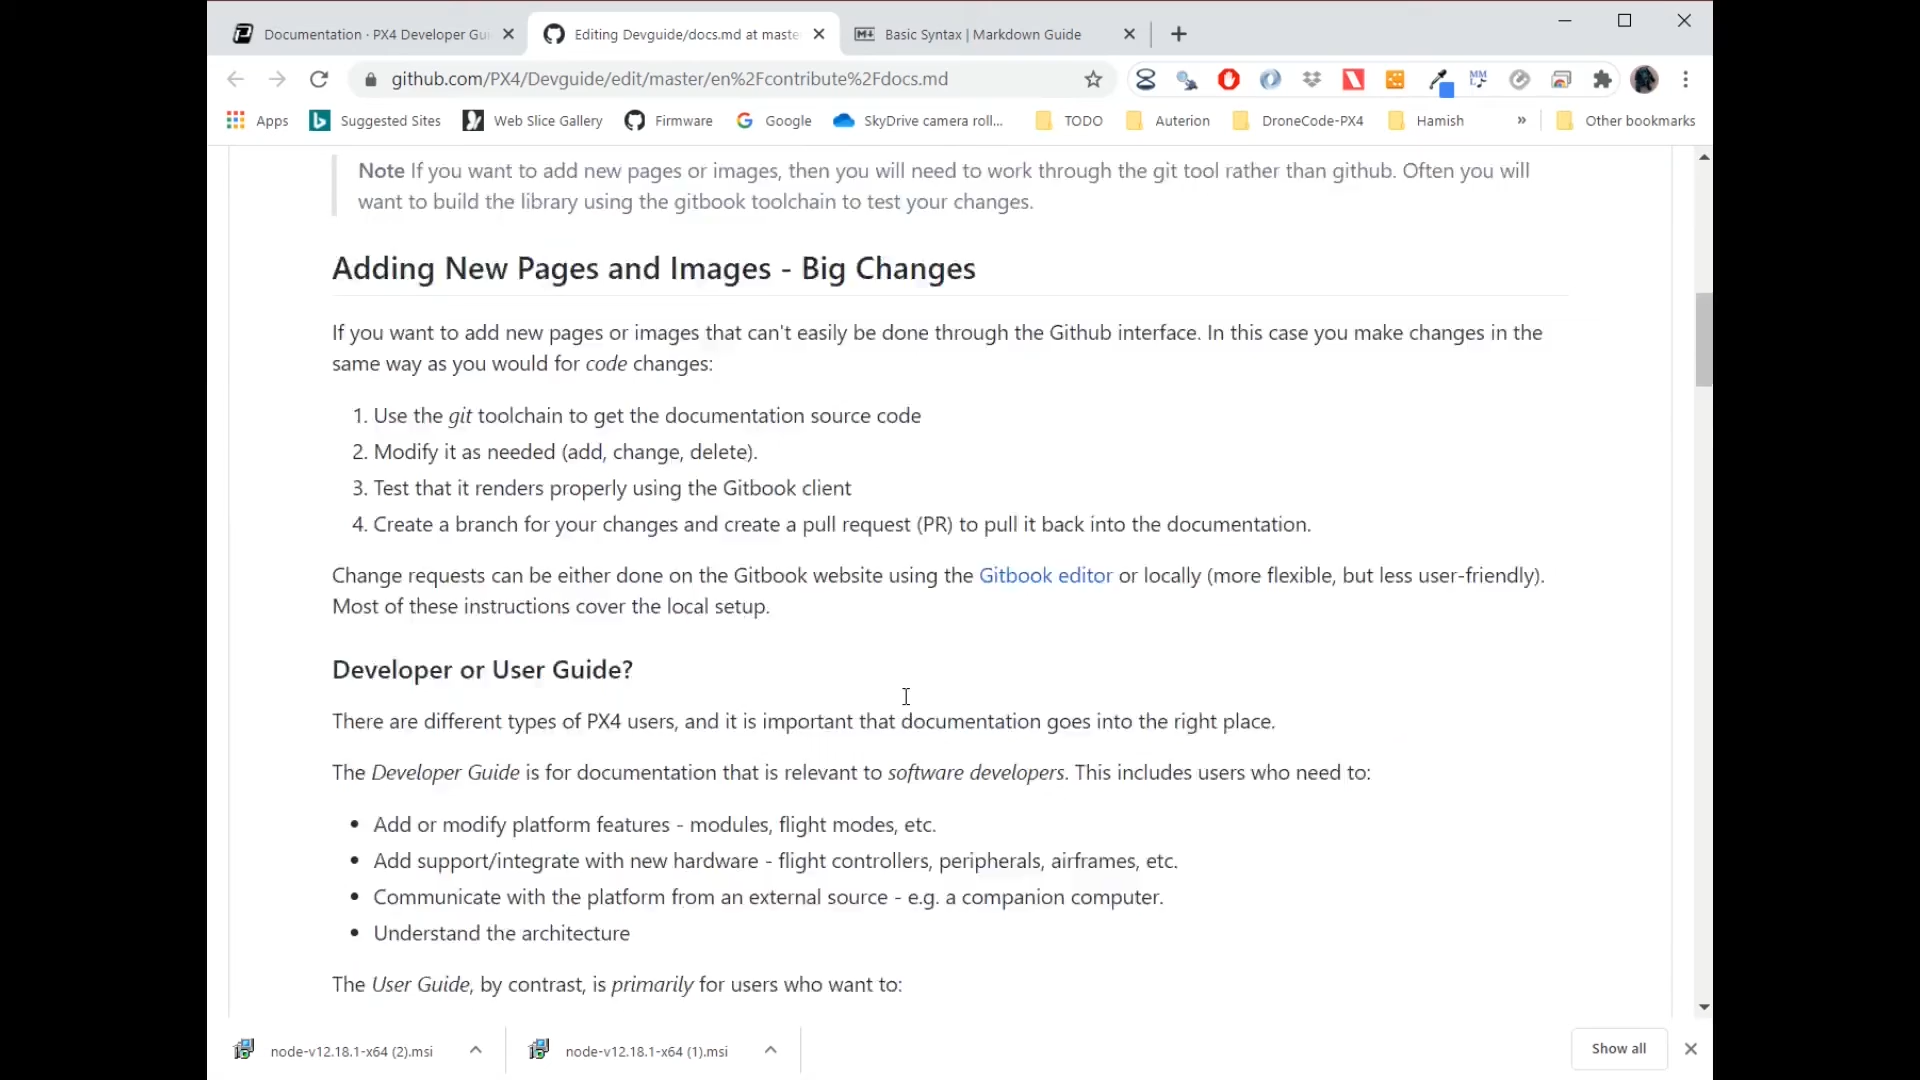 Documentation · PX4 Developer Gu
Editing Devguide/docs.md at maste
Basic Syntax | Markdown Guide
github.com/PX4/Devguide/edit/master/en%2Fcontribute%2Fdocs.md
Apps
Suggested Sites
Web Slice Gallery
Firmware
Google
SkyDrive camera roll...
TODO
Auterion
DroneCode-PX4
Hamish
»
Other bookmarks
Note If you want to add new pages or images, then you will need to work through the git tool rather than github. Often you will
want to build the library using the gitbook toolchain to test your changes.
Adding New Pages and Images - Big Changes
If you want to add new pages or images that can't easily be done through the Github interface. In this case you make changes in the
same way as you would for code changes:
1. Use the git toolchain to get the documentation source code
2. Modify it as needed (add, change, delete).
3. Test that it renders properly using the Gitbook client
4. Create a branch for your changes and create a pull request (PR) to pull it back into the documentation.
Change requests can be either done on the Gitbook website using the Gitbook editor or locally (more flexible, but less user-friendly).
Most of these instructions cover the local setup.
Developer or User Guide?
There are different types of PX4 users, and it is important that documentation goes into the right place.
The Developer Guide is for documentation that is relevant to software developers. This includes users who need to:
• Add or modify platform features - modules, flight modes, etc.
• Add support/integrate with new hardware - flight controllers, peripherals, airframes, etc.
• Communicate with the platform from an external source - e.g. a companion computer.
• Understand the architecture
The User Guide, by contrast, is primarily for users who want to:
node-v12.18.1-x64 (2).msi
node-v12.18.1-x64 (1).msi
Show all